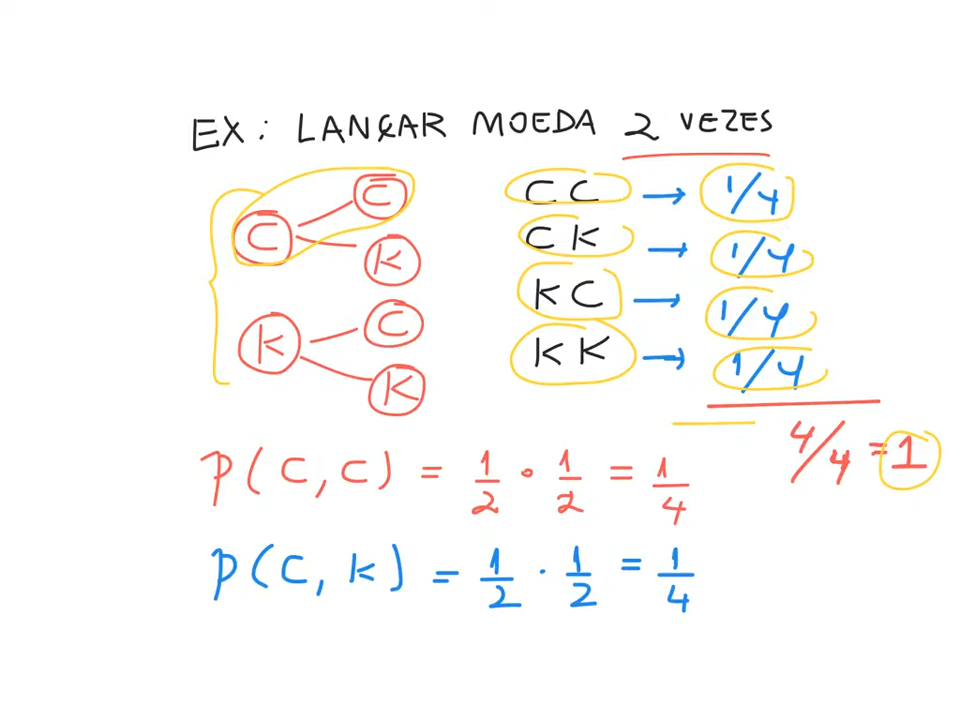 EX: LANÇAR MOEDA 2 VEZES
C C
K
K C
K
C C → 1/4
C K → 1/4
K C → 1/4
K K → 1/4
4/4 = 1
P(C, C) = 1/2 · 1/2 = 1/4
P(C, K) = 1/2 · 1/2 = 1/4